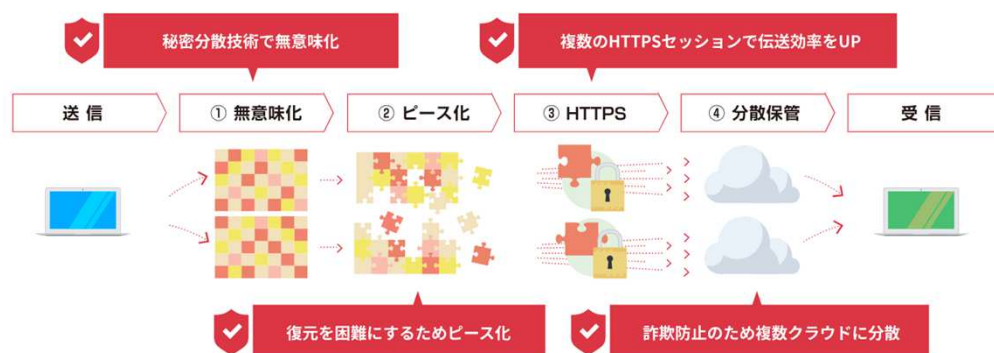 秘密分散技術で無意味化
複数のHTTPSセッションで伝送効率をUP
送信
① 無意味化
② ピース化
③ HTTPS
④ 分散保管
受信
復元を困難にするためピース化
詐欺防止のため複数クラウドに分散